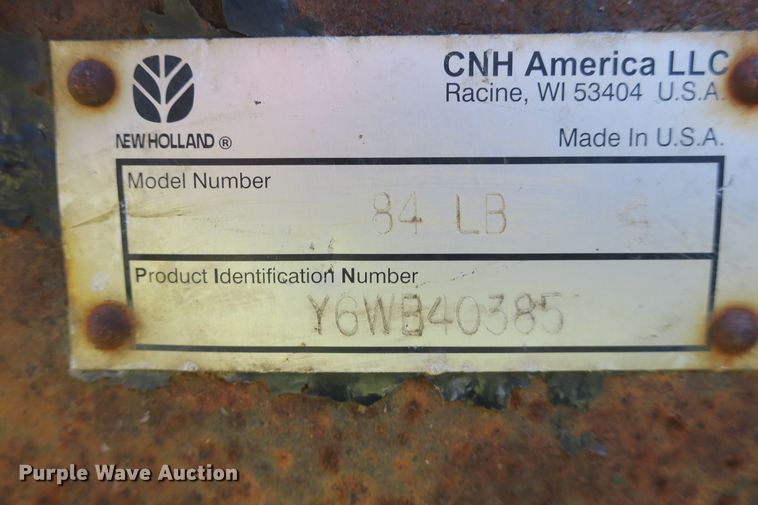 CNH America LLC
Racine, WI 53404 U.S.A.
NEW HOLLAND ®
Made In U.S.A.
Model Number
84 LB
Product Identification Number
Y6WB40385
Purple Wave Auction